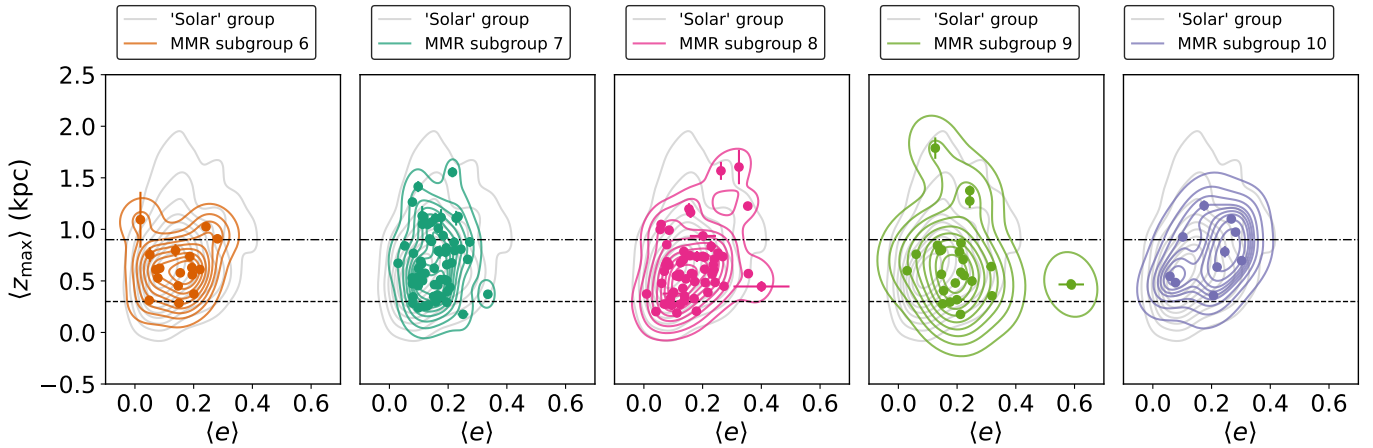 'Solar' group
MMR subgroup 6
'Solar' group
MMR subgroup 7
'Solar' group
MMR subgroup 8
'Solar' group
MMR subgroup 9
'Solar' group
MMR subgroup 10
⟨z_max⟩ (kpc)
2.5
2.0
1.5
1.0
0.5
0.0
−0.5
0.0 0.2 0.4 0.6
0.0 0.2 0.4 0.6
0.0 0.2 0.4 0.6
0.0 0.2 0.4 0.6
0.0 0.2 0.4 0.6
⟨e⟩
⟨e⟩
⟨e⟩
⟨e⟩
⟨e⟩